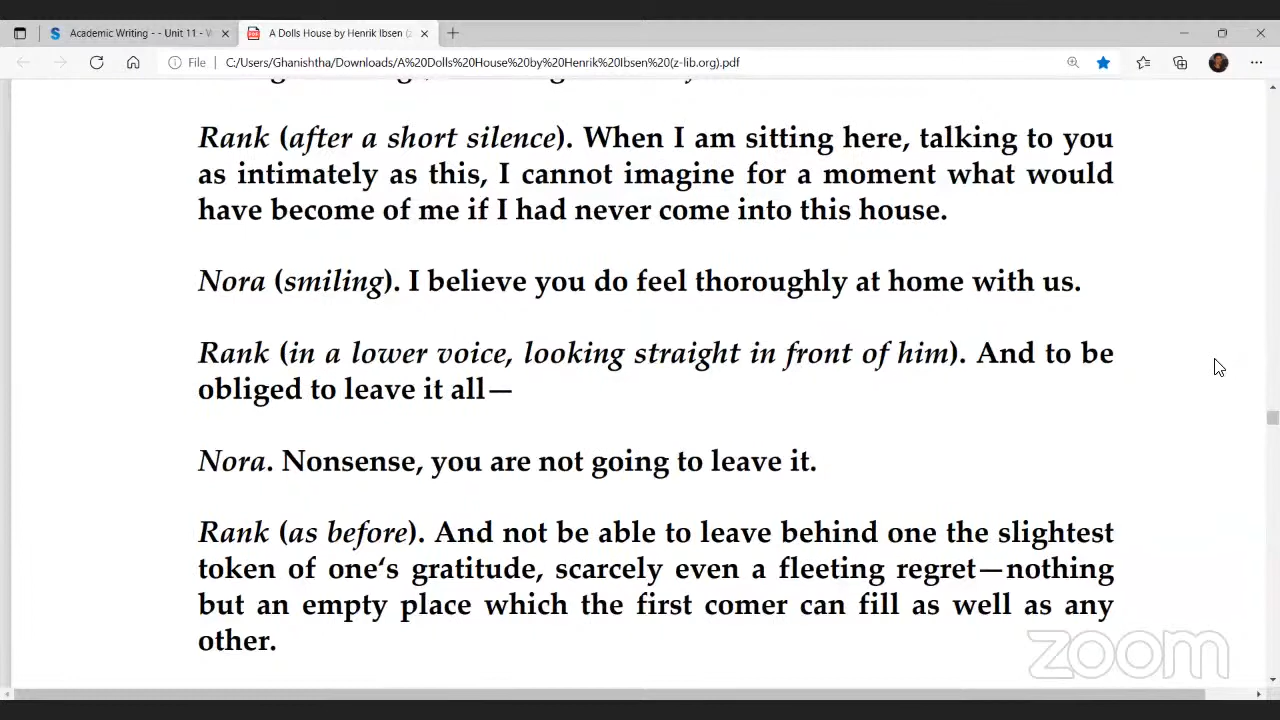 Academic Writing - - Unit 11 - 
A Dolls House by Henrik Ibsen (z
File
C:/Users/Ghanishtha/Downloads/A%20Dolls%20House%20by%20Henrik%20Ibsen%20(z-lib.org).pdf
Rank (after a short silence). When I am sitting here, talking to you
as intimately as this, I cannot imagine for a moment what would
have become of me if I had never come into this house.
Nora (smiling). I believe you do feel thoroughly at home with us.
Rank (in a lower voice, looking straight in front of him). And to be
obliged to leave it all—
Nora. Nonsense, you are not going to leave it.
Rank (as before). And not be able to leave behind one the slightest
token of one‘s gratitude, scarcely even a fleeting regret—nothing
but an empty place which the first comer can fill as well as any
other.
zoom